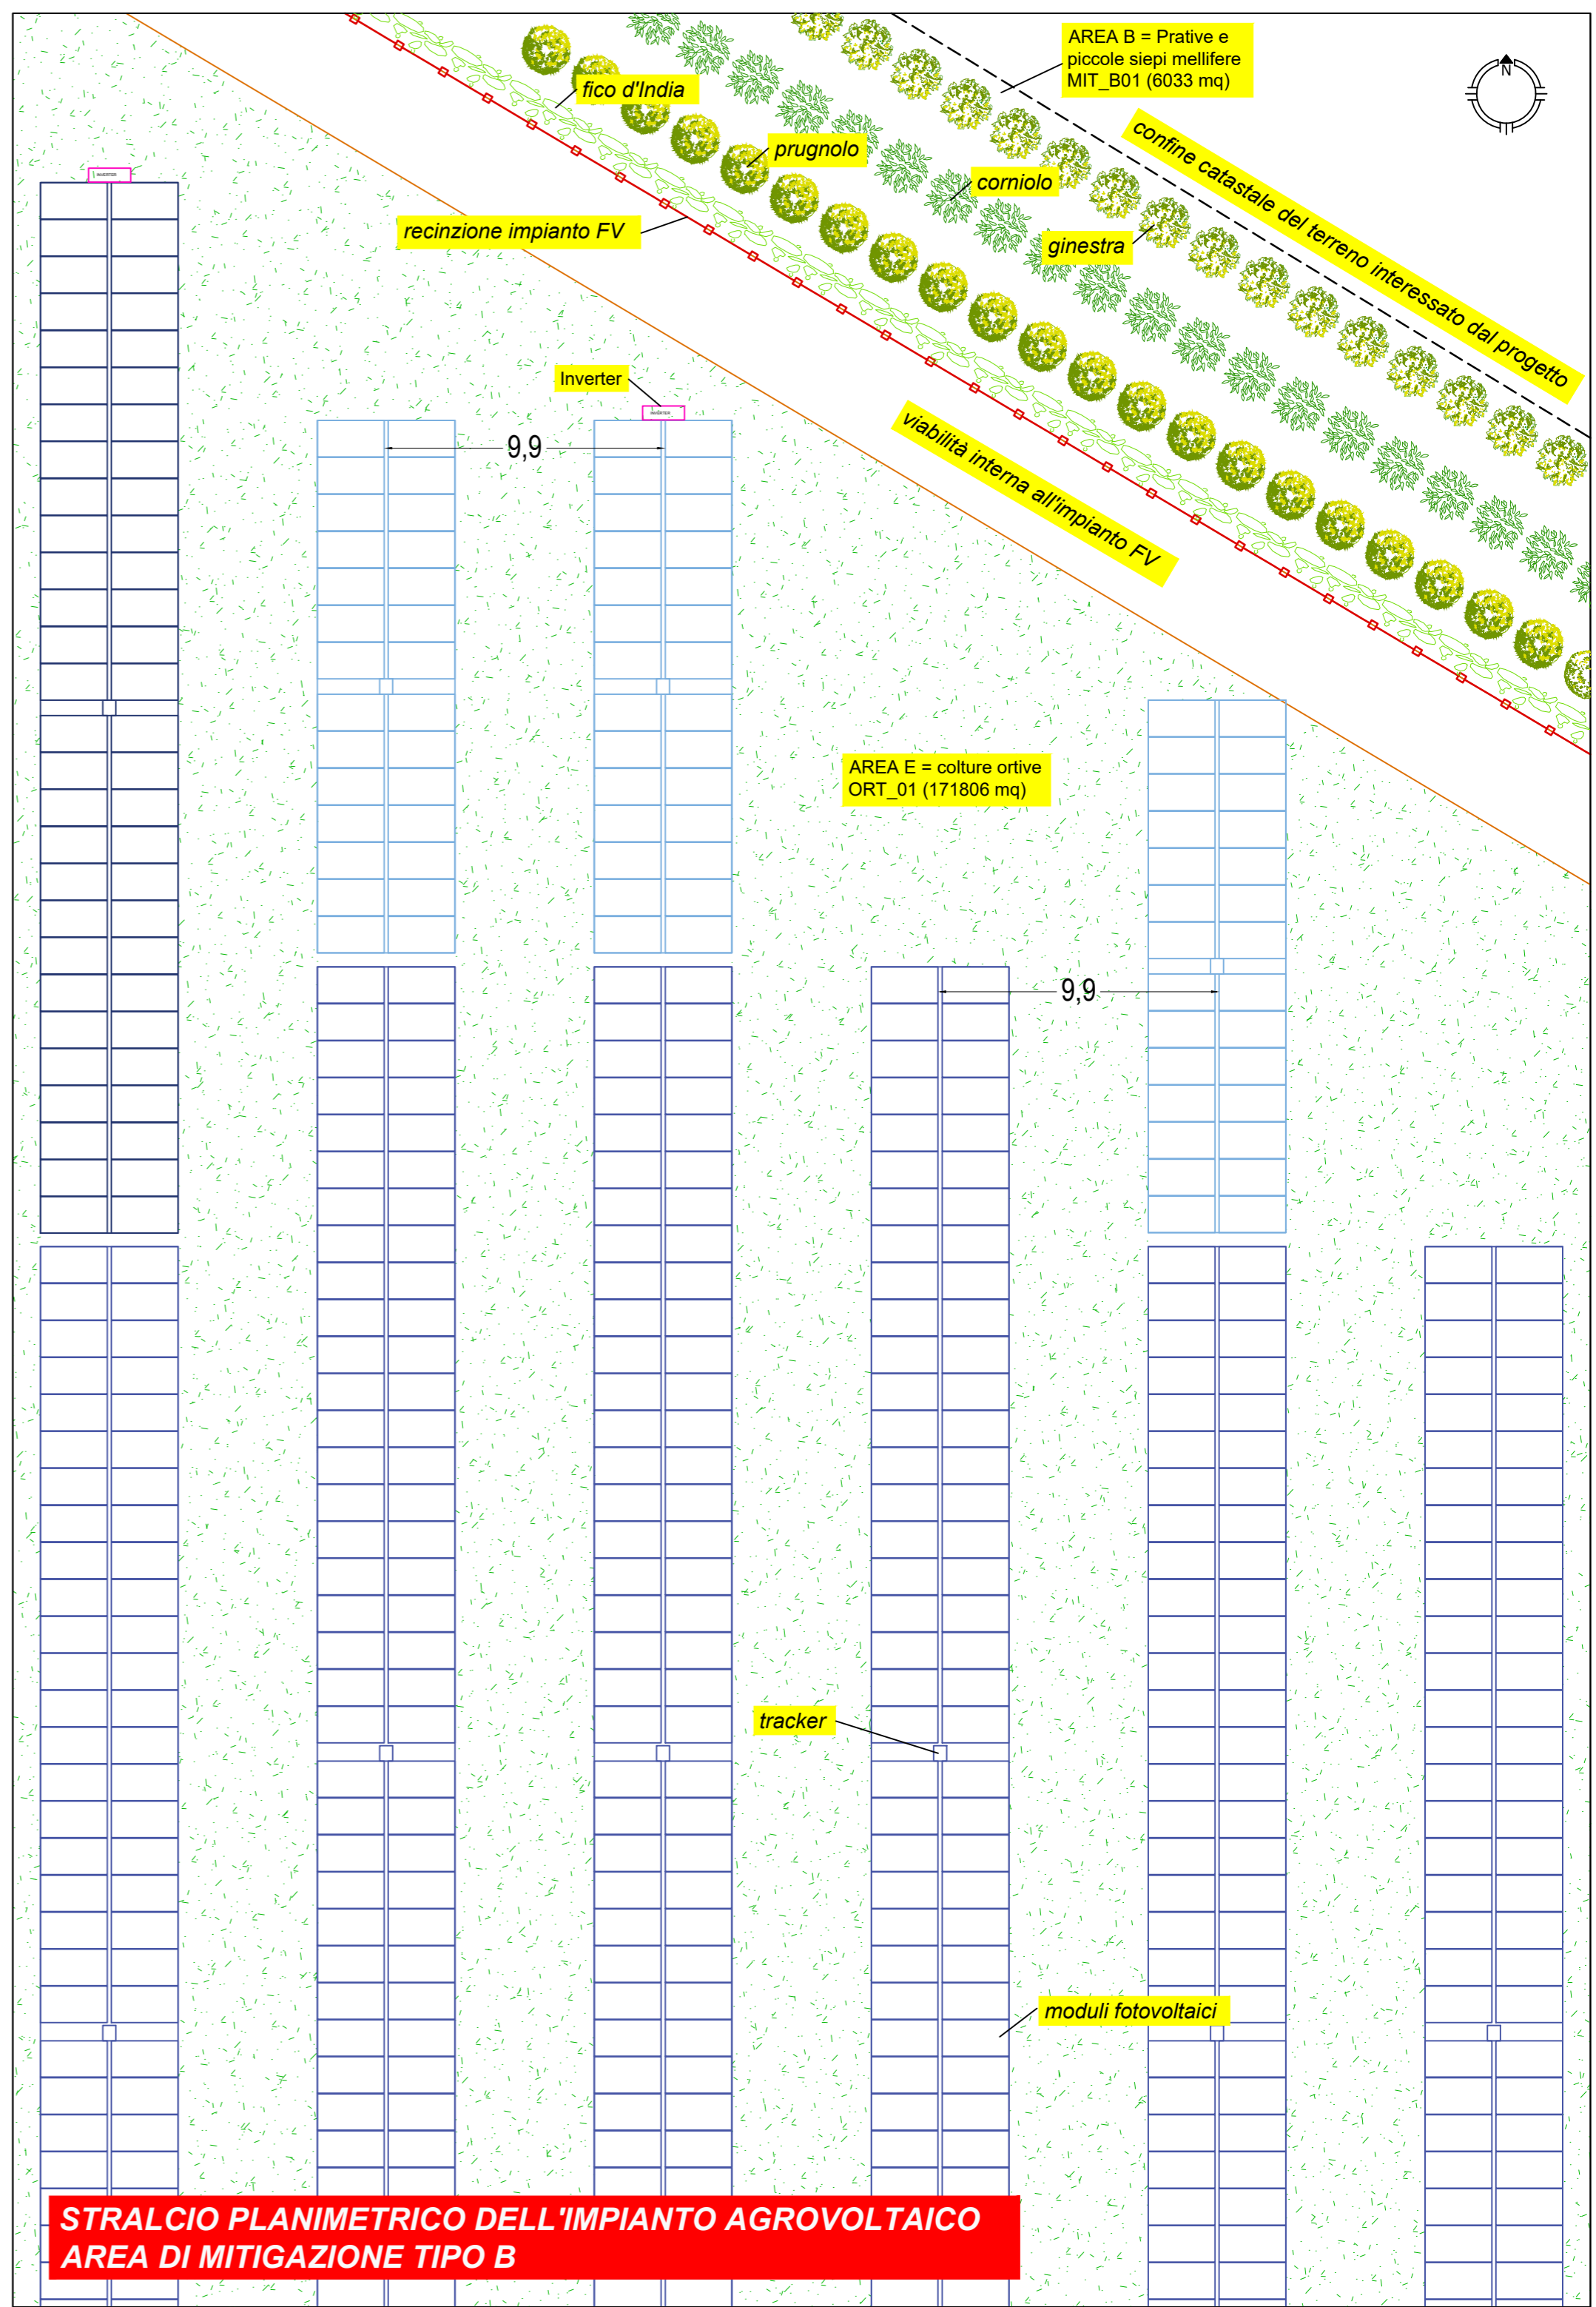 AREA B = Prative e
piccole siepi mellifere
MIT_B01 (6033 mq)
N
fico d'India
confine catastale del terreno interessato dal progetto
prugnolo
INVERTER
corniolo
recinzione impianto FV
ginestra
Inverter
INVERTER
viabilità interna all'impianto FV
9,9
AREA E = colture ortive
ORT_01 (171806 mq)
9,9
tracker
moduli fotovoltaici
STRALCIO PLANIMETRICO DELL'IMPIANTO AGROVOLTAICO
AREA DI MITIGAZIONE TIPO B